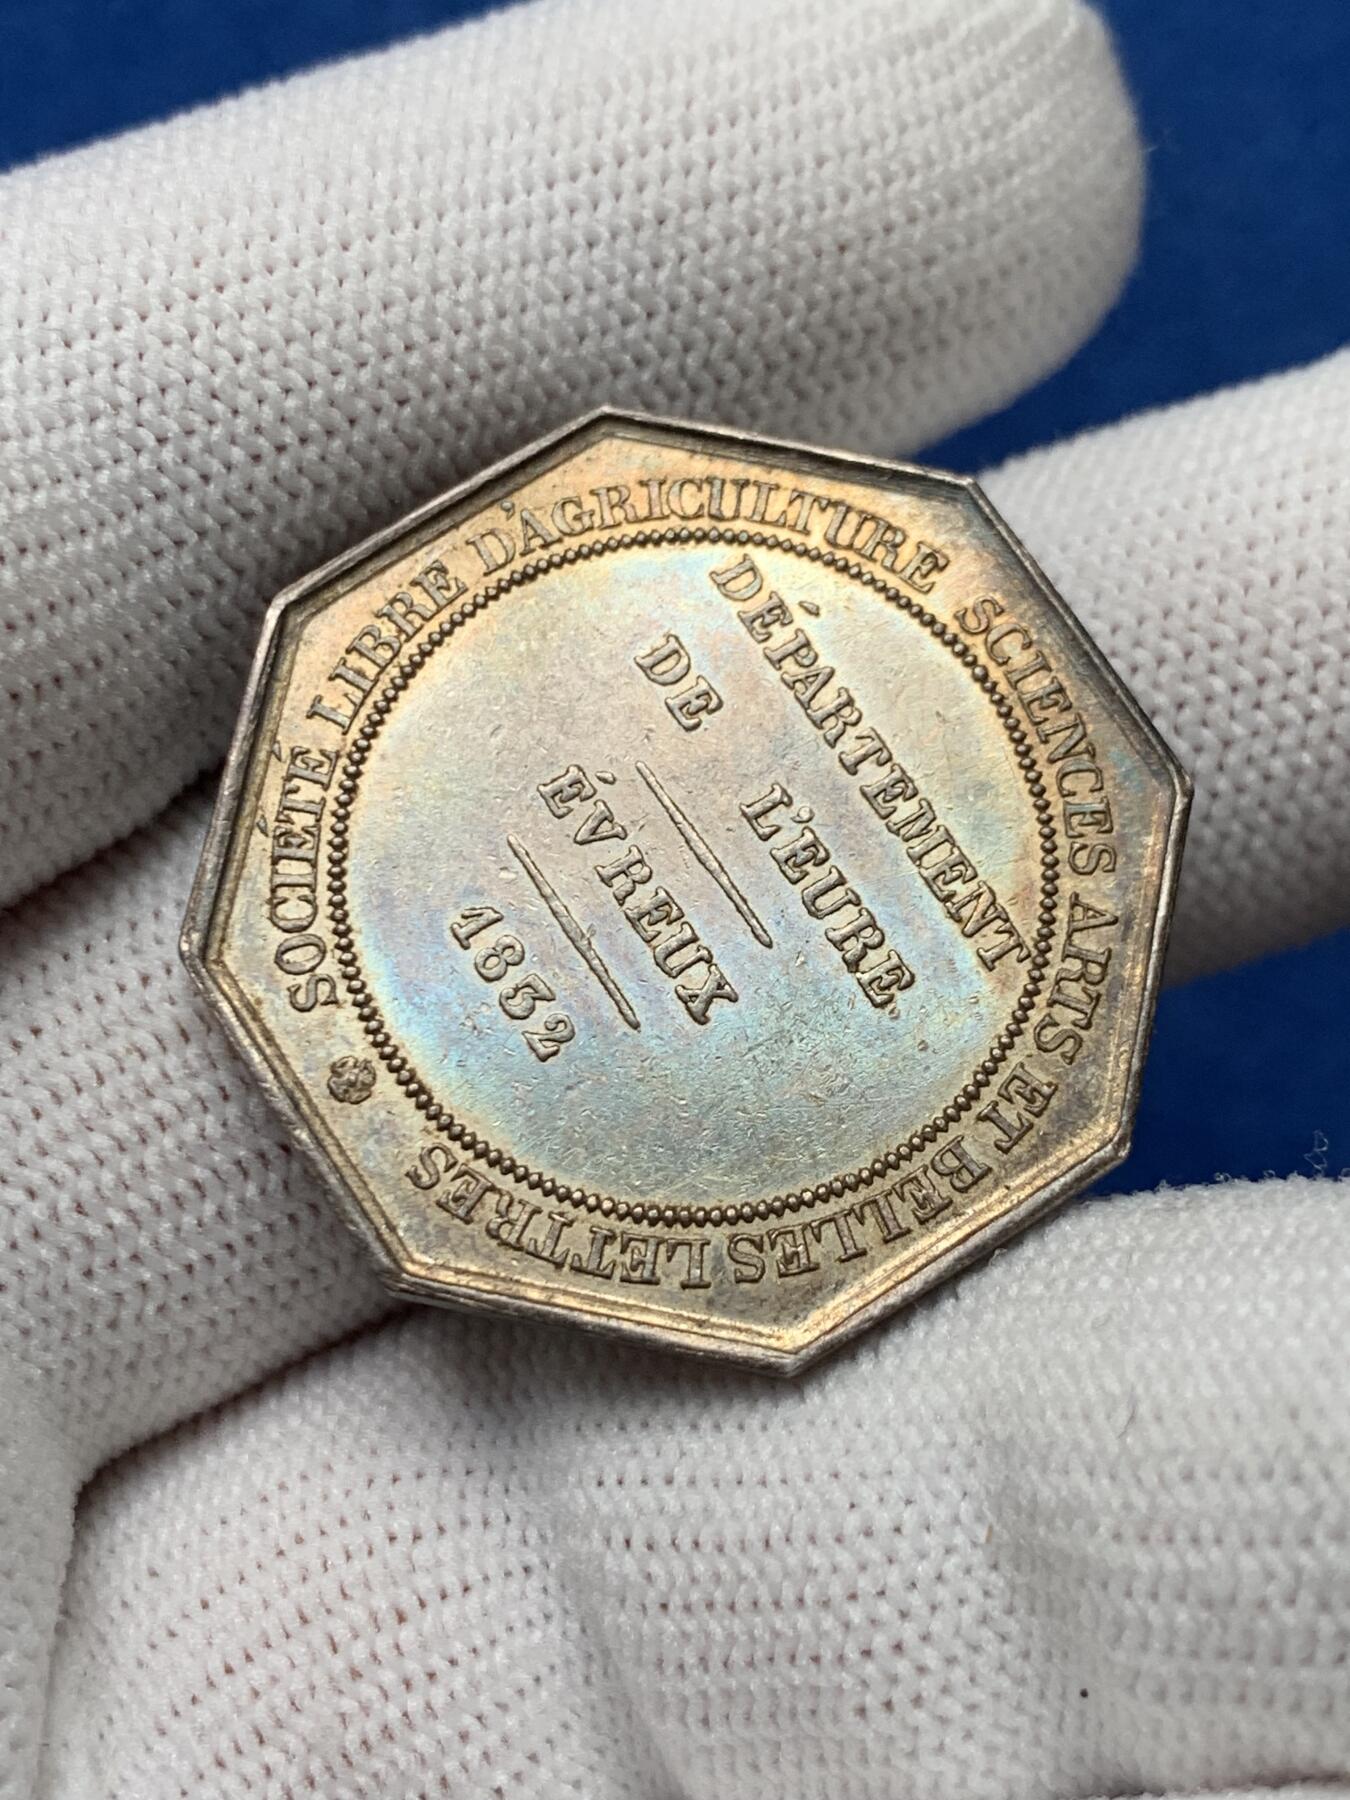 SOCIÉTÉ LIBRE D'AGRICULTURE SCIENCES ARTS ET BELLES LETTRES
DÉPARTEMENT
DE L'EURE.
ÉVREUX
1832